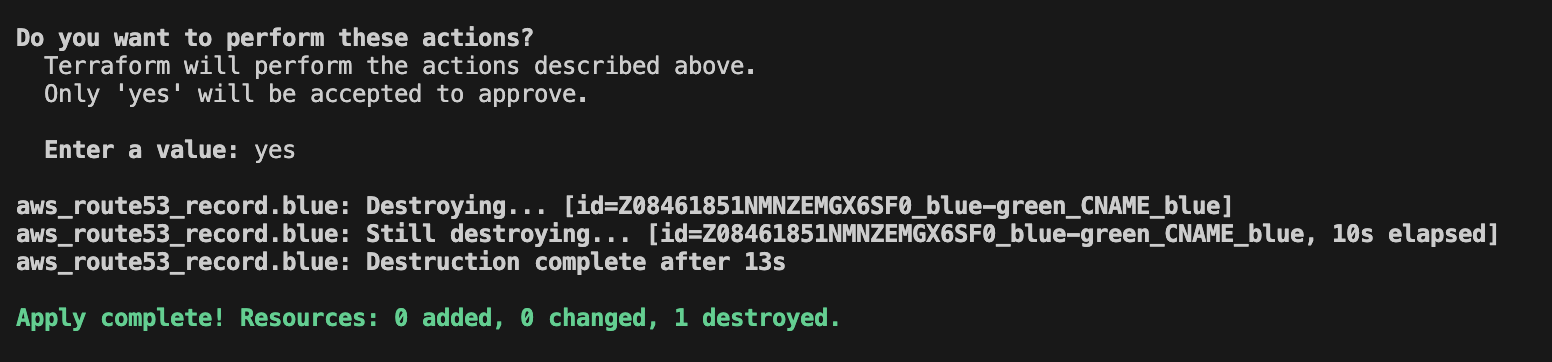 Do you want to perform these actions?
Terraform will perform the actions described above.
Only 'yes' will be accepted to approve.
Enter a value: yes
aws_route53_record.blue: Destroying... [id=Z08461851NMNZEMGX6SF0_blue-green_CNAME_blue]
aws_route53_record.blue: Still destroying... [id=Z08461851NMNZEMGX6SF0_blue-green_CNAME_blue, 10s elapsed]
aws_route53_record.blue: Destruction complete after 13s
Apply complete! Resources: 0 added, 0 changed, 1 destroyed.